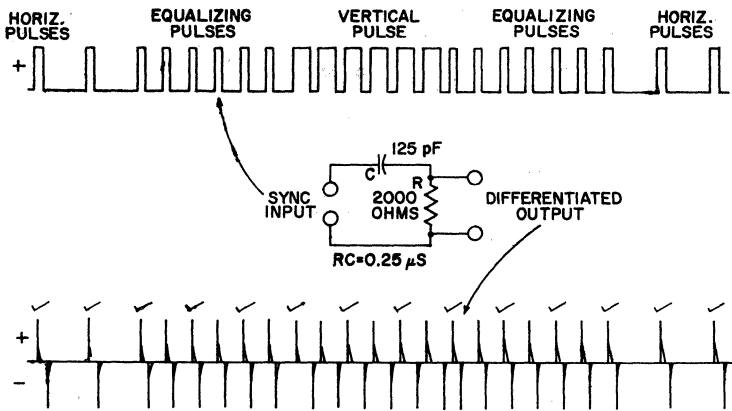 HORIZ. PULSES
EQUALIZING PULSES
VERTICAL PULSE
EQUALIZING PULSES
HORIZ. PULSES
+
125 pF
C
R
SYNC INPUT
2000 OHMS
DIFFERENTIATED OUTPUT
RC=0.25 μS
+
−